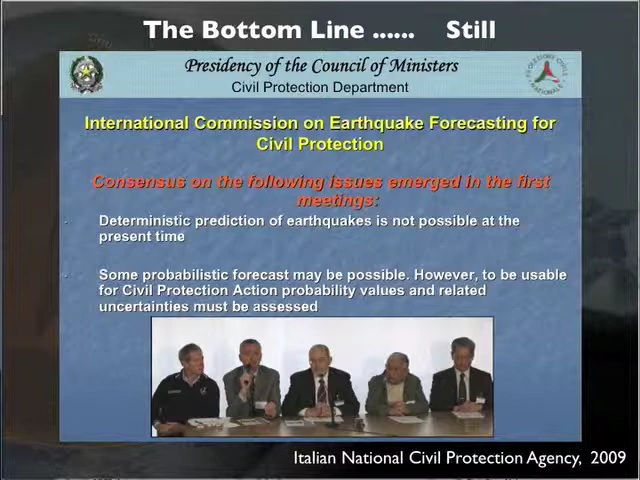 The Bottom Line ...... Still
Presidency of the Council of Ministers
Civil Protection Department
International Commission on Earthquake Forecasting for
Civil Protection
Consensus on the following issues emerged in the first
meetings:
- Deterministic prediction of earthquakes is not possible at the
present time
- Some probabilistic forecast may be possible. However, to be usable
for Civil Protection Action probability values and related
uncertainties must be assessed
Italian National Civil Protection Agency, 2009